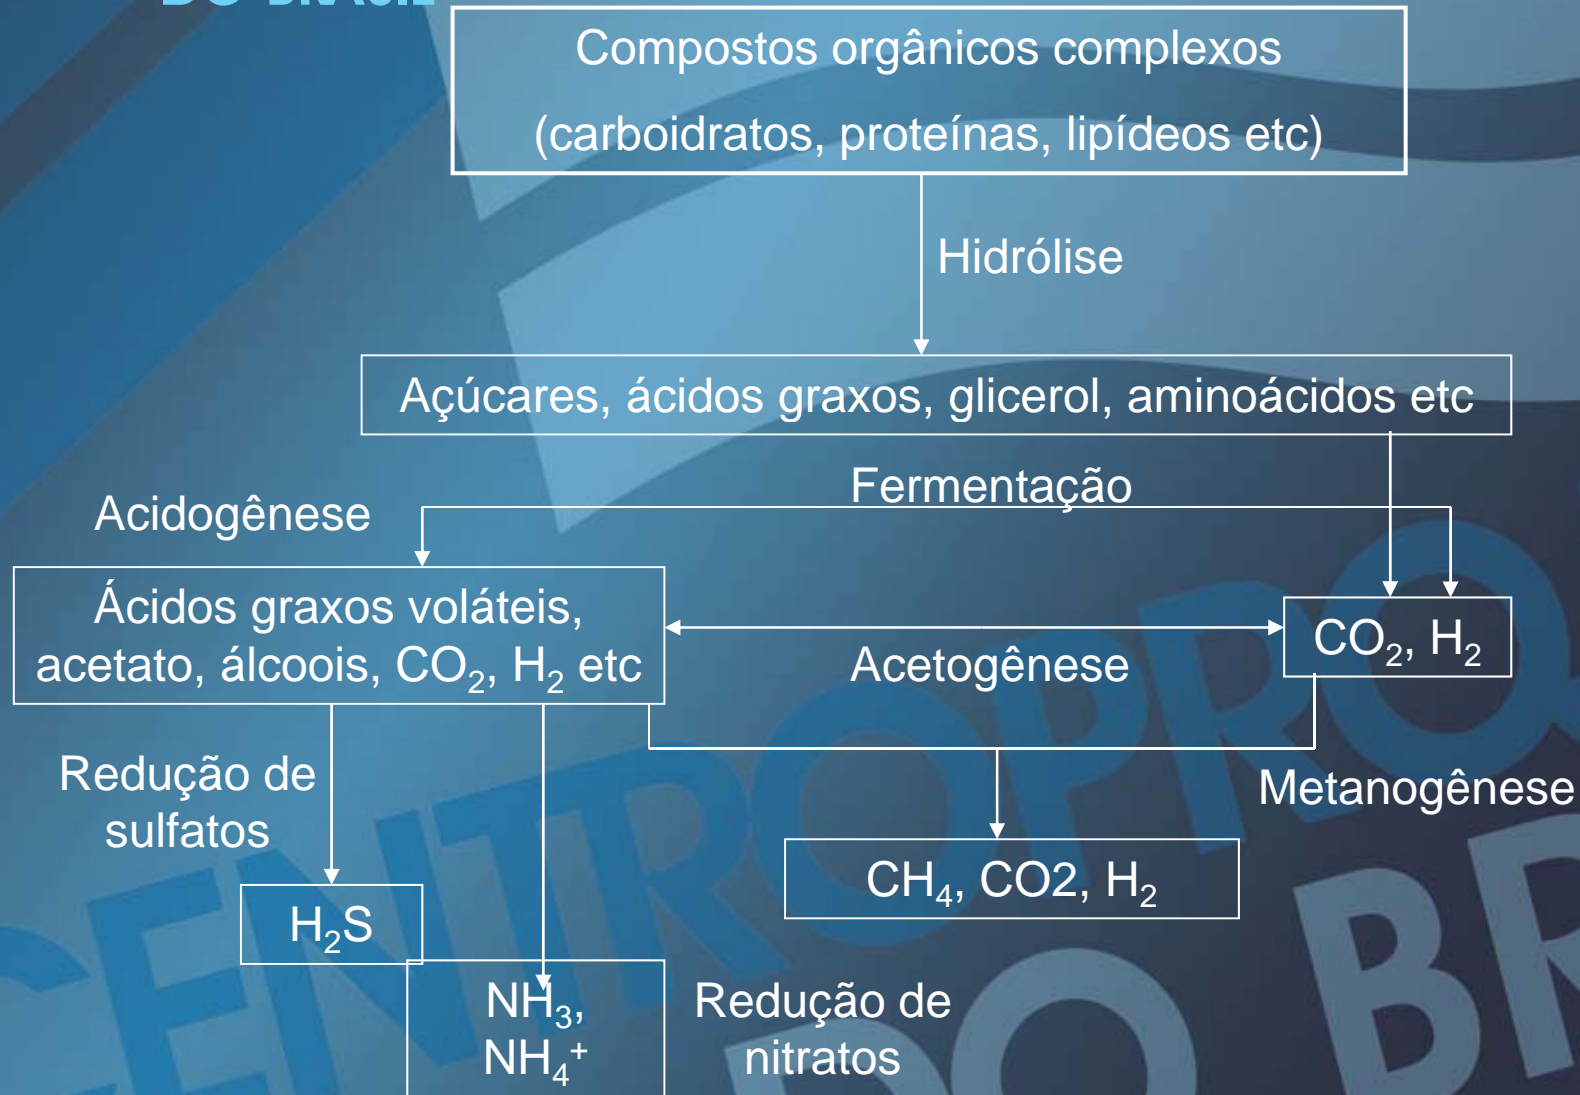 DO BRASIL
Compostos orgânicos complexos
(carboidratos, proteínas, lipídeos etc)
Hidrólise
Açúcares, ácidos graxos, glicerol, aminoácidos etc
Fermentação
Acidogênese
Ácidos graxos voláteis,
acetato, álcoois, CO₂, H₂ etc
CO₂, H₂
Acetogênese
Redução de
sulfatos
Metanogênese
CH₄, CO2, H₂
H₂S
NH₃,
NH₄⁺
Redução de
nitratos